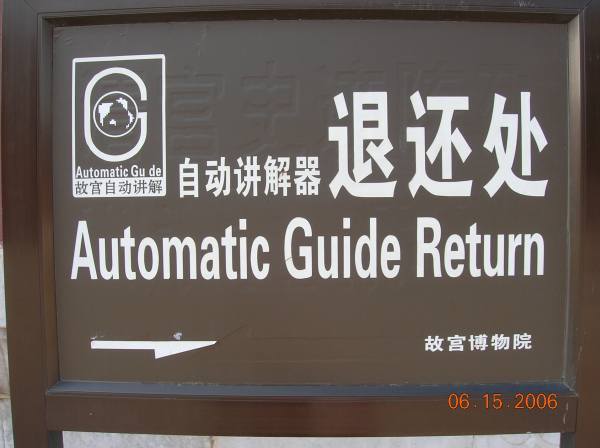 Automatic Gu de
故宫自动讲解
自动讲解器退还处
Automatic Guide Return
故宫博物院
06.15.2006